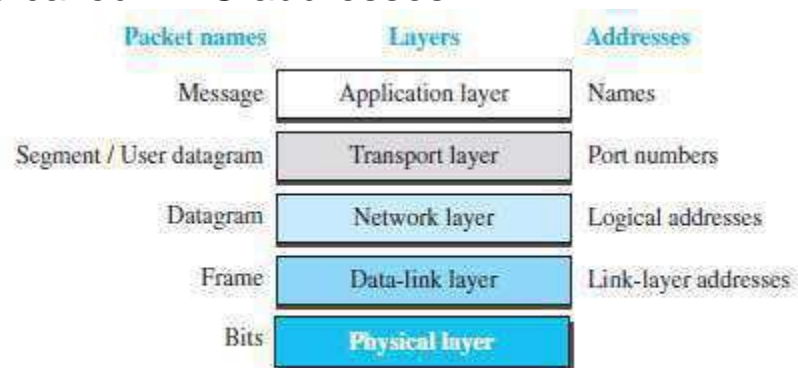 Packet names Layers Addresses
Message Application layer Names
Segment / User datagram Transport layer Port numbers
Datagram Network layer Logical addresses
Frame Data-link layer Link-layer addresses
Bits Physical layer